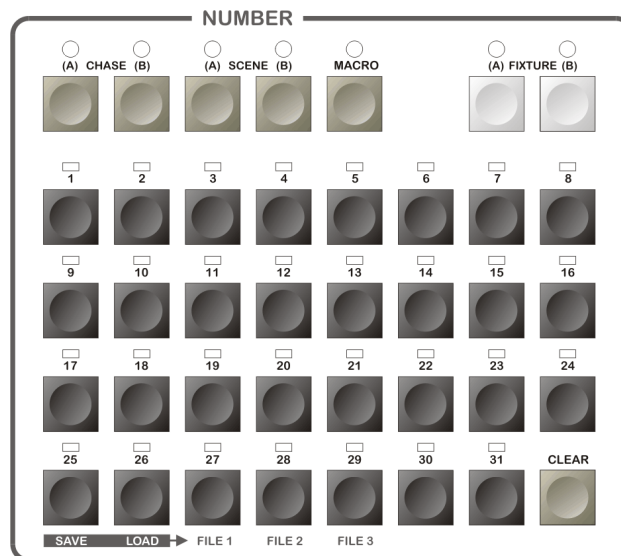 NUMBER
(A) CHASE (B) (A) SCENE (B) MACRO (A) FIXTURE (B)
1 2 3 4 5 6 7 8
9 10 11 12 13 14 15 16
17 18 19 20 21 22 23 24
25 26 27 28 29 30 31 CLEAR
SAVE LOAD FILE 1 FILE 2 FILE 3